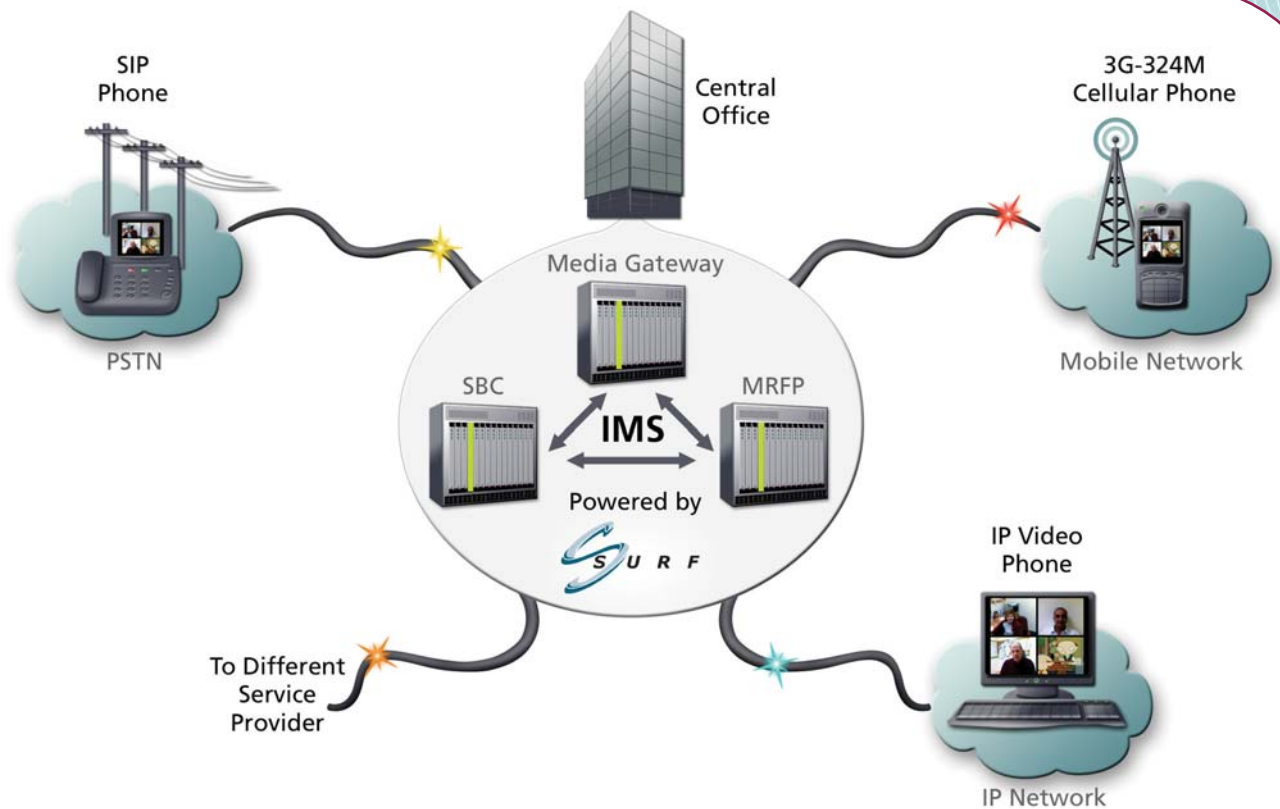 SIP
Phone
PSTN
Central
Office
3G-324M
Cellular Phone
Mobile Network
Media Gateway
SBC
MRFP
IMS
Powered by
SURF
To Different
Service
Provider
IP Video
Phone
IP Network